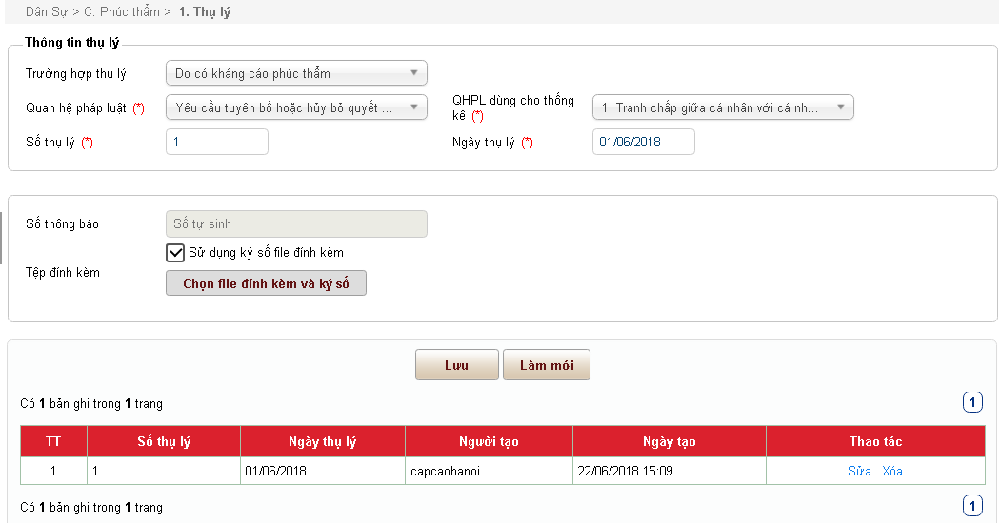 Dân Sự > C. Phúc thẩm > 1. Thụ lý
Thông tin thụ lý
Trường hợp thụ lý
Do có kháng cáo phúc thẩm
Quan hệ pháp luật (*)
Yêu cầu tuyên bố hoặc hủy bỏ quyết ...
QHPL dùng cho thống
kê (*)
1. Tranh chấp giữa cá nhân với cá nh...
Số thụ lý (*)
1
Ngày thụ lý (*)
01/06/2018
Số thông báo
Số tự sinh
Sử dụng ký số file đính kèm
Tệp đính kèm
Chọn file đính kèm và ký số
Lưu
Làm mới
Có 1 bản ghi trong 1 trang
1
TT Số thụ lý Ngày thụ lý Người tạo Ngày tạo Thao tác
1 1 01/06/2018 capcaohanoi 22/06/2018 15:09 Sửa Xóa
Có 1 bản ghi trong 1 trang
1